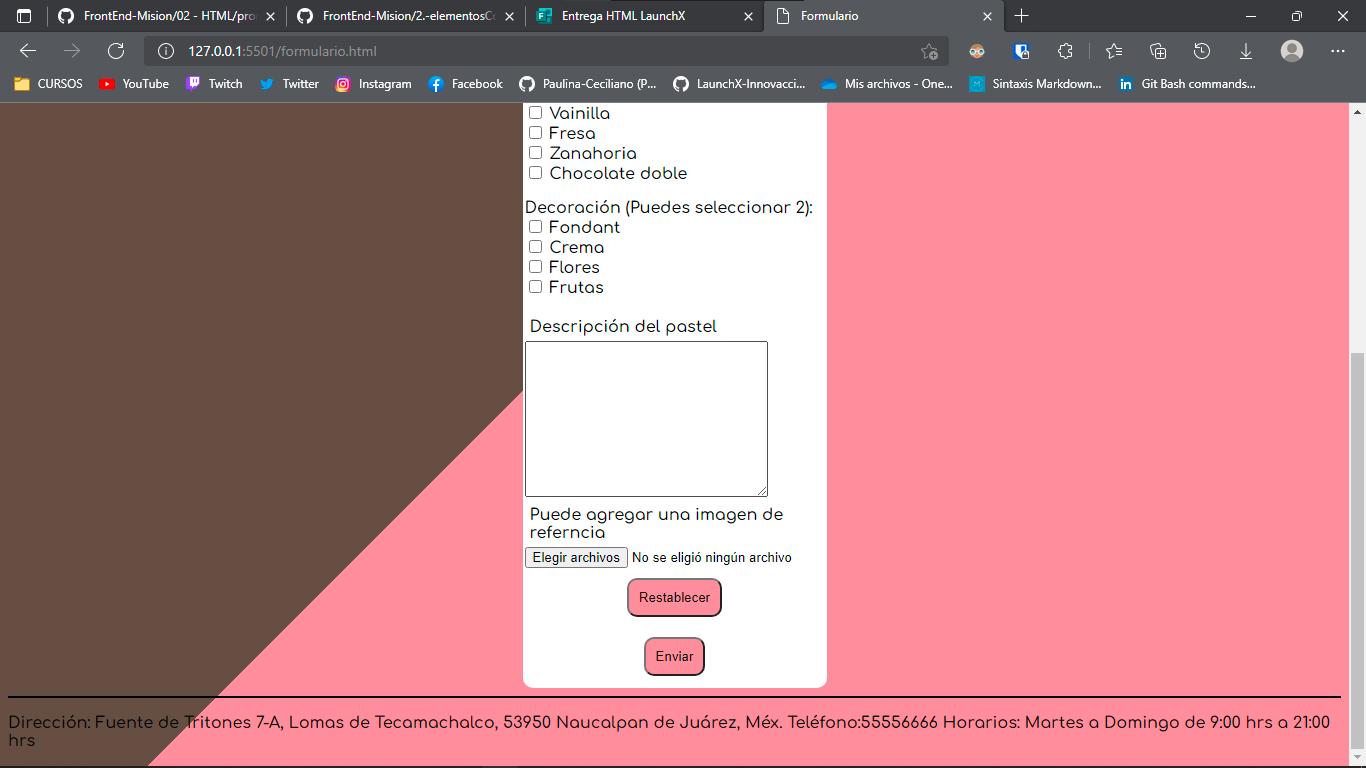 FrontEnd-Mision/02 - HTML/pro
FrontEnd-Mision/2.-elementosCo
Entrega HTML LaunchX
Formulario
127.0.0.1:5501/formulario.html
CURSOS
YouTube
Twitch
Twitter
Instagram
Facebook
Paulina-Ceciliano (P...
LaunchX-Innovacci...
Mis archivos - One...
Sintaxis Markdown...
Git Bash commands...
Vainilla
Fresa
Zanahoria
Chocolate doble
Decoración (Puedes seleccionar 2):
Fondant
Crema
Flores
Frutas
Descripción del pastel
Puede agregar una imagen de
referncia
Elegir archivos No se eligió ningún archivo
Restablecer
Enviar
Dirección: Fuente de Tritones 7-A, Lomas de Tecamachalco, 53950 Naucalpan de Juárez, Méx. Teléfono:55556666 Horarios: Martes a Domingo de 9:00 hrs a 21:00
hrs